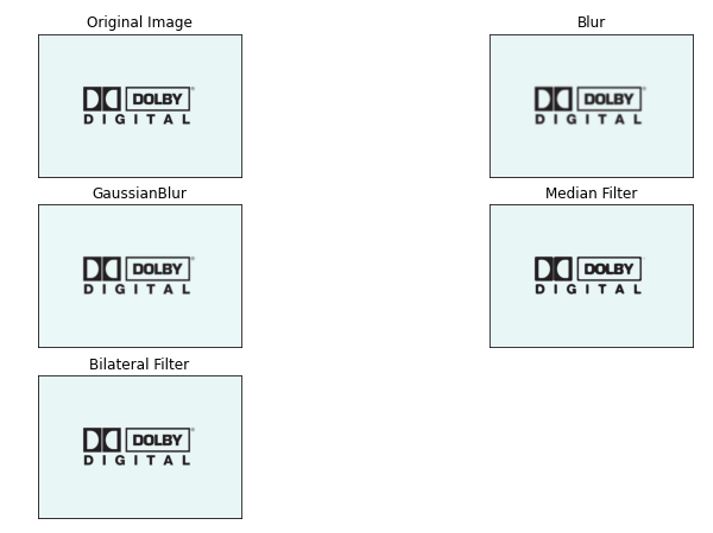 Original Image
DOLBY
DIGITAL
Blur
DOLBY
DIGITAL
GaussianBlur
DOLBY
DIGITAL
Median Filter
DOLBY
DIGITAL
Bilateral Filter
DOLBY
DIGITAL